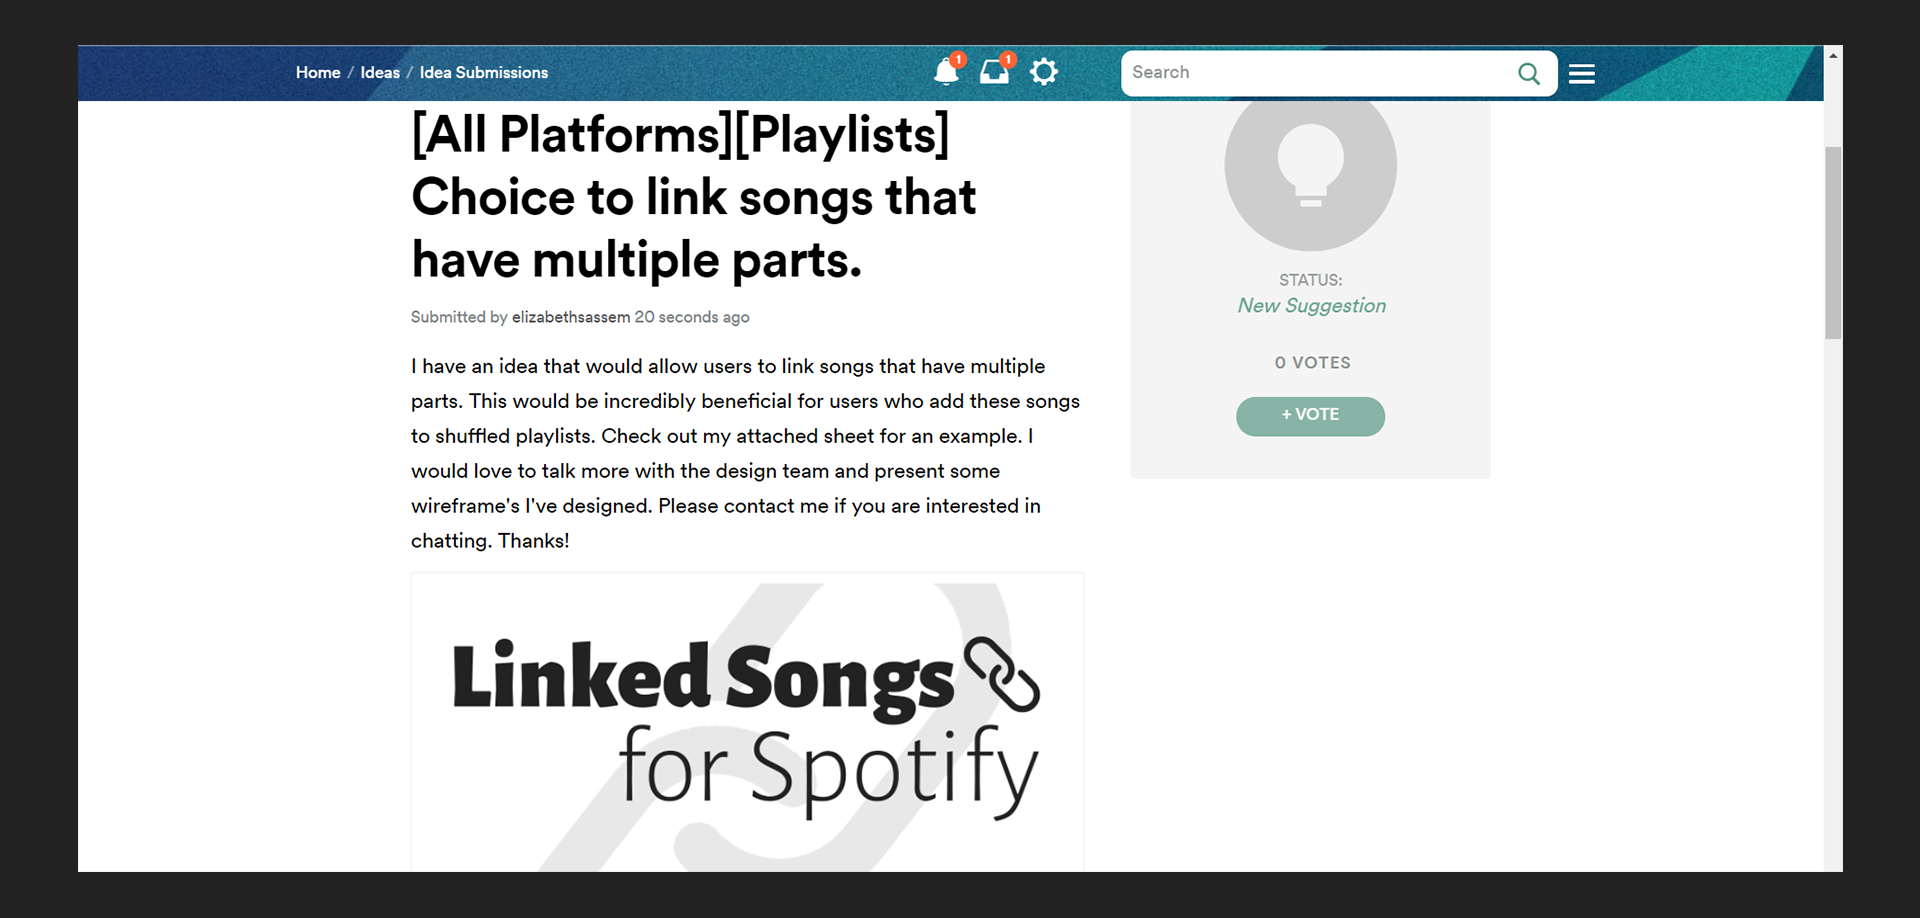 Home / Ideas / Idea Submissions
1
1
Search
[All Platforms][Playlists]
Choice to link songs that
have multiple parts.
Submitted by elizabethsassem 20 seconds ago
I have an idea that would allow users to link songs that have multiple
parts. This would be incredibly beneficial for users who add these songs
to shuffled playlists. Check out my attached sheet for an example. I
would love to talk more with the design team and present some
wireframe's I've designed. Please contact me if you are interested in
chatting. Thanks!
Linked Songs
for Spotify
STATUS:
New Suggestion
0 VOTES
+ VOTE